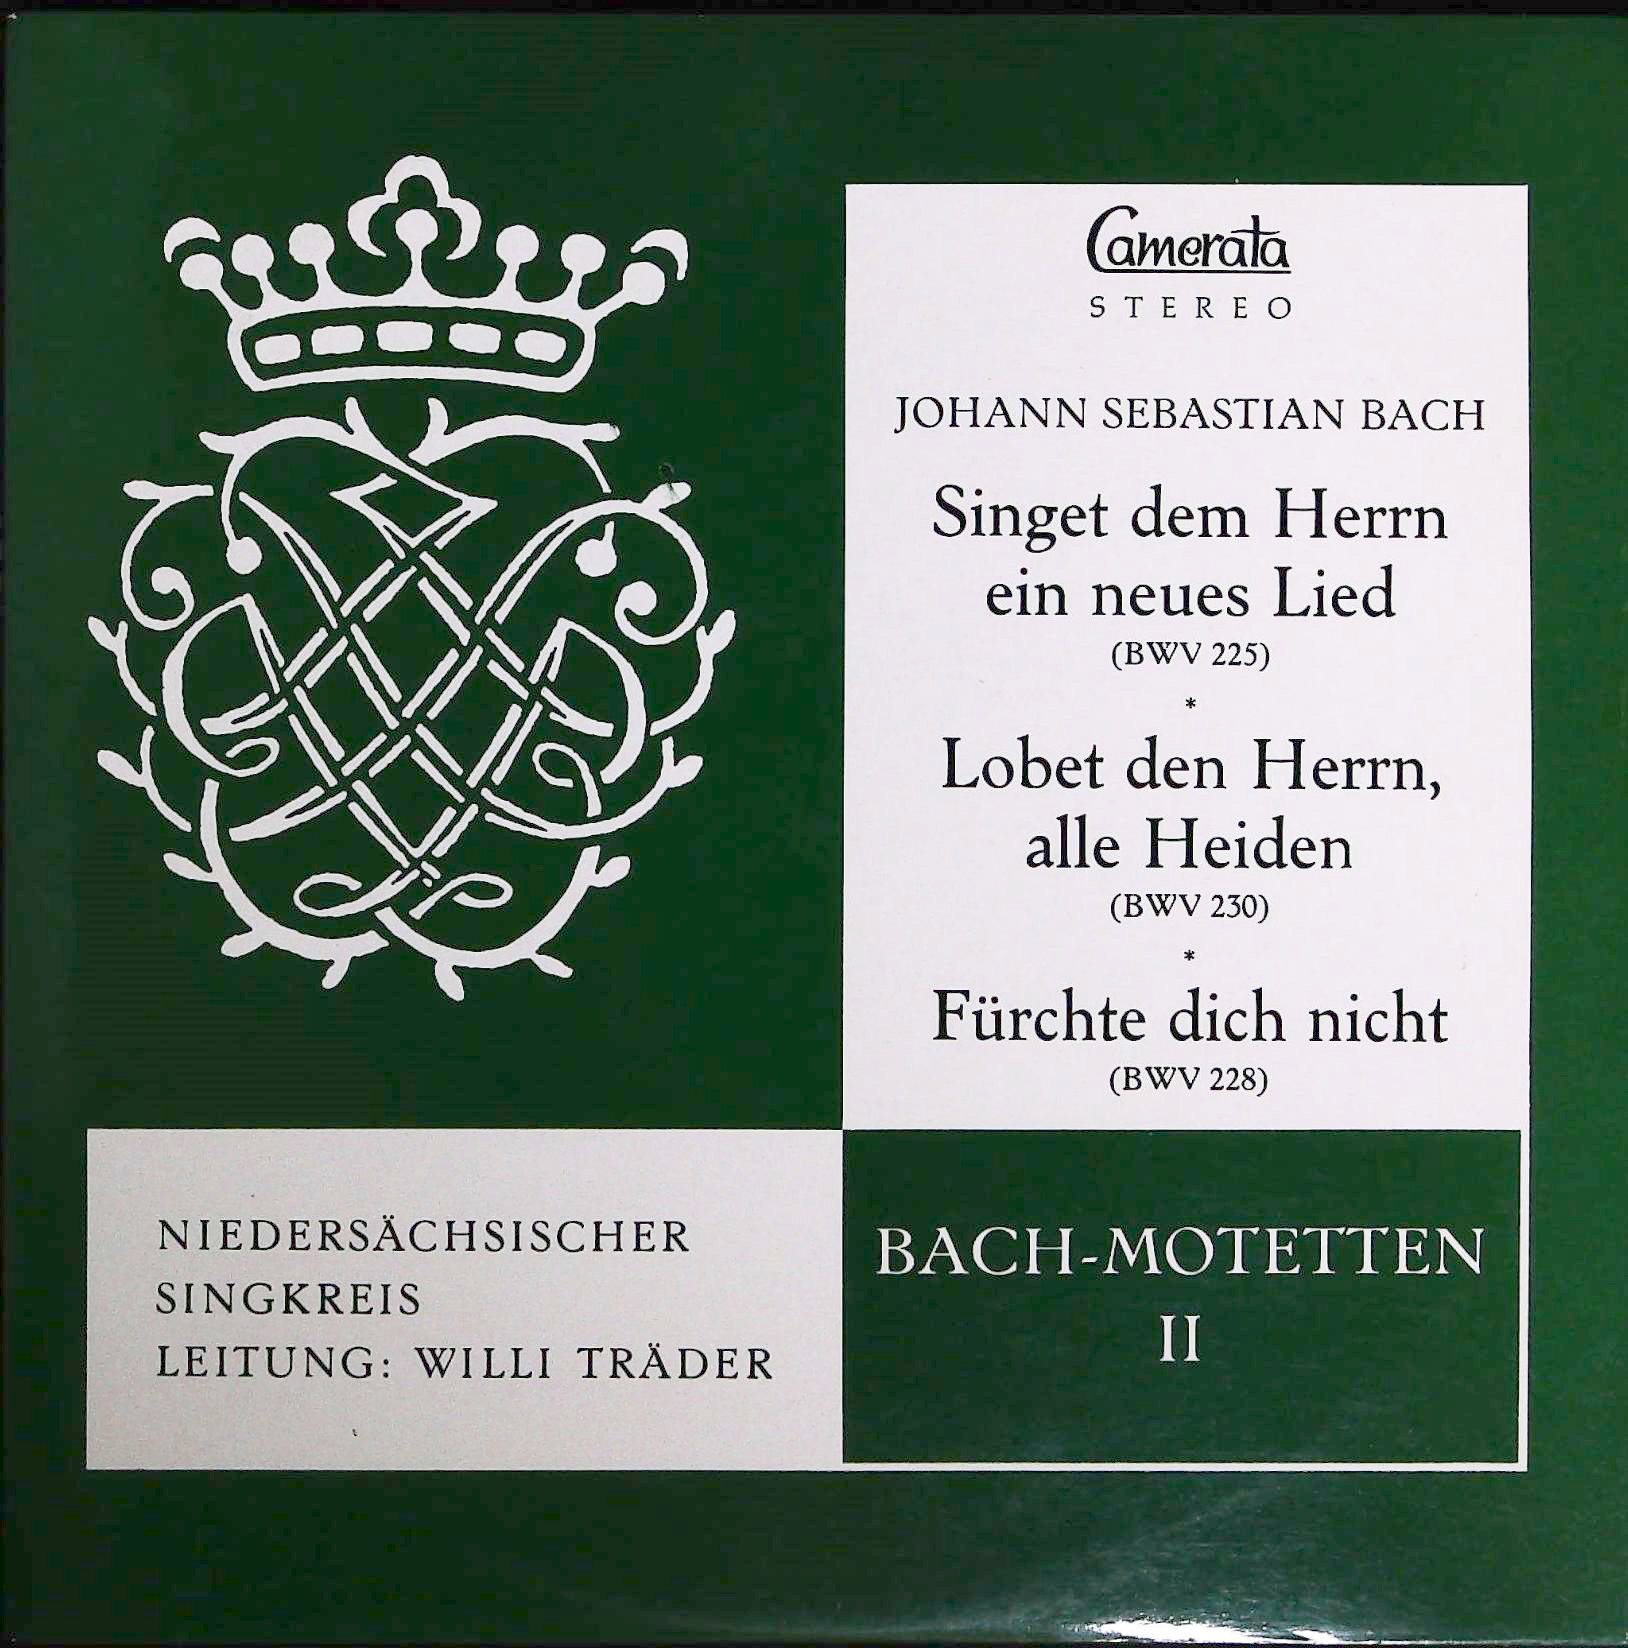 Camerata
STEREO
JOHANN SEBASTIAN BACH
Singet dem Herrn
ein neues Lied
(BWV 225)
*
Lobet den Herrn,
alle Heiden
(BWV 230)
*
Fürchte dich nicht
(BWV 228)
NIEDERSÄCHSISCHER
SINGKREIS
LEITUNG: WILLI TRÄDER
BACH-MOTETTEN
II